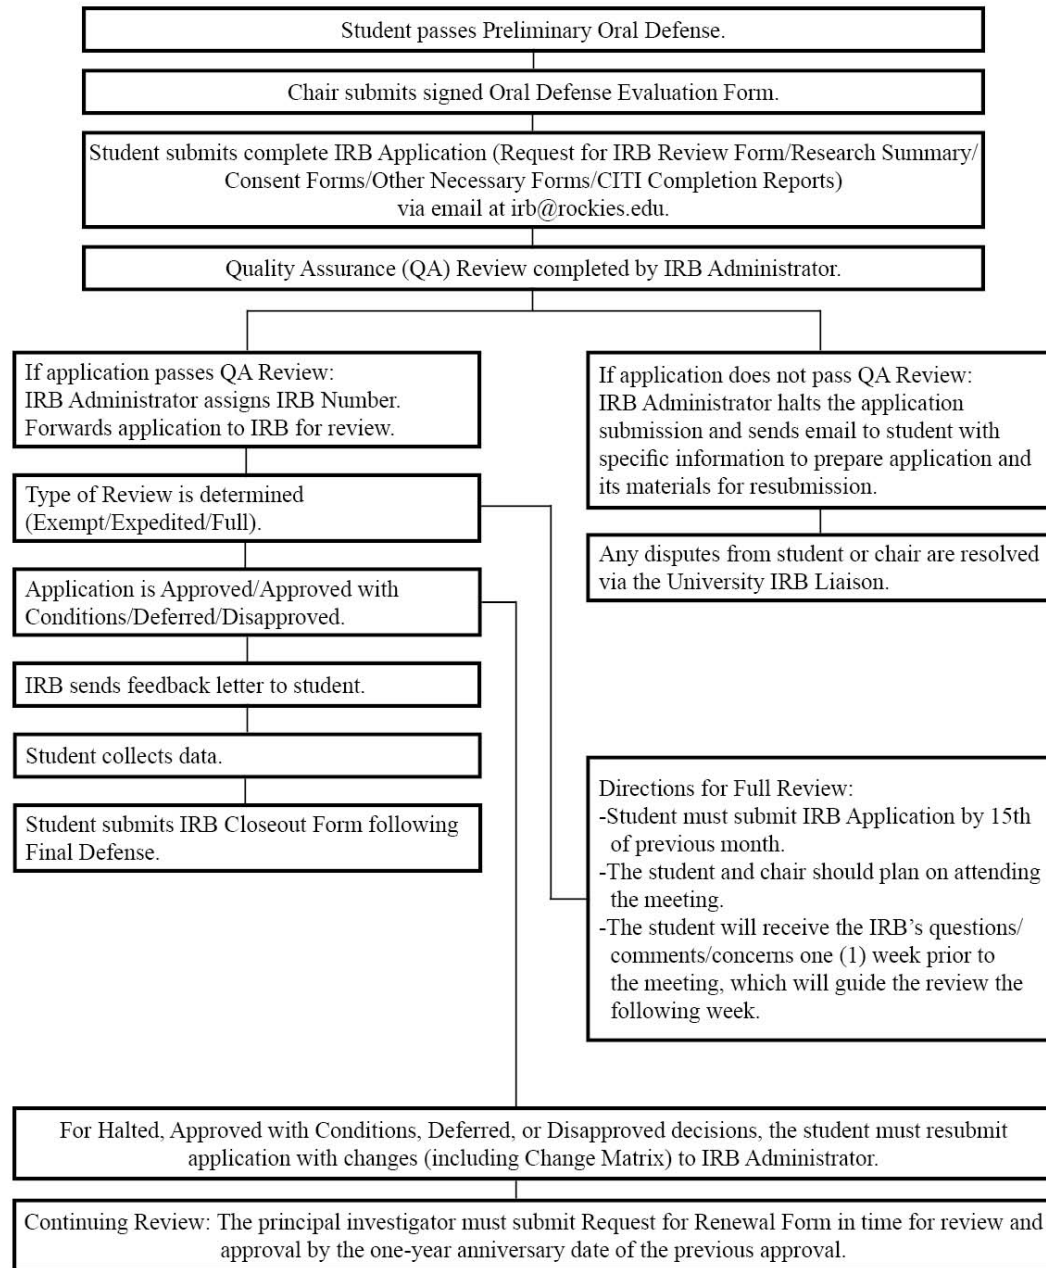 Student passes Preliminary Oral Defense.
Chair submits signed Oral Defense Evaluation Form.
Student submits complete IRB Application (Request for IRB Review Form/Research Summary/
Consent Forms/Other Necessary Forms/CITI Completion Reports)
via email at irb@rockies.edu.
Quality Assurance (QA) Review completed by IRB Administrator.
If application passes QA Review:
IRB Administrator assigns IRB Number.
Forwards application to IRB for review.
If application does not pass QA Review:
IRB Administrator halts the application
submission and sends email to student with
specific information to prepare application and
its materials for resubmission.
Type of Review is determined
(Exempt/Expedited/Full).
Any disputes from student or chair are resolved
via the University IRB Liaison.
Application is Approved/Approved with
Conditions/Deferred/Disapproved.
IRB sends feedback letter to student.
Student collects data.
Student submits IRB Closeout Form following
Final Defense.
Directions for Full Review:
-Student must submit IRB Application by 15th
of previous month.
-The student and chair should plan on attending
the meeting.
-The student will receive the IRB's questions/
comments/concerns one (1) week prior to
the meeting, which will guide the review the
following week.
For Halted, Approved with Conditions, Deferred, or Disapproved decisions, the student must resubmit
application with changes (including Change Matrix) to IRB Administrator.
Continuing Review: The principal investigator must submit Request for Renewal Form in time for review and
approval by the one-year anniversary date of the previous approval.